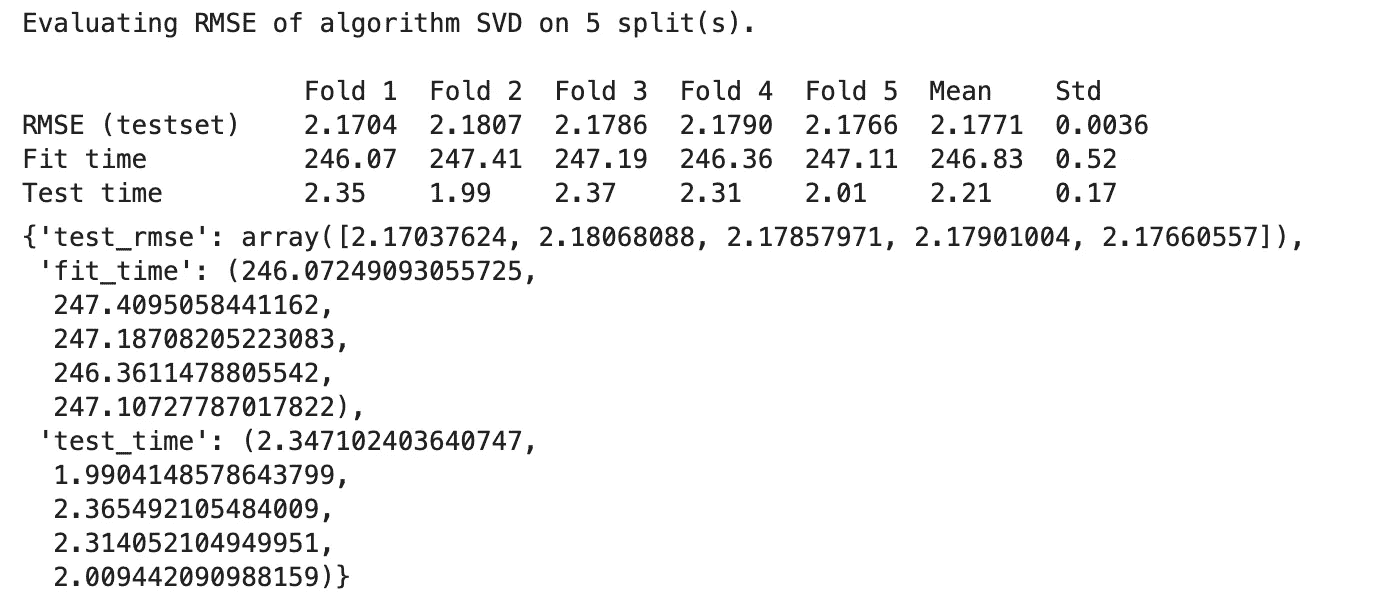 Evaluating RMSE of algorithm SVD on 5 split(s).
Fold 1 Fold 2 Fold 3 Fold 4 Fold 5 Mean Std
RMSE (testset) 2.1704 2.1807 2.1786 2.1790 2.1766 2.1771 0.0036
Fit time 246.07 247.41 247.19 246.36 247.11 246.83 0.52
Test time 2.35 1.99 2.37 2.31 2.01 2.21 0.17
{'test_rmse': array([2.17037624, 2.18068088, 2.17857971, 2.17901004, 2.17660557]),
'fit_time': (246.07249093055725,
247.4095058441162,
247.18708205223083,
246.3611478805542,
247.10727787017822),
'test_time': (2.347102403640747,
1.9904148578643799,
2.365492105484009,
2.314052104949951,
2.009442090988159)}